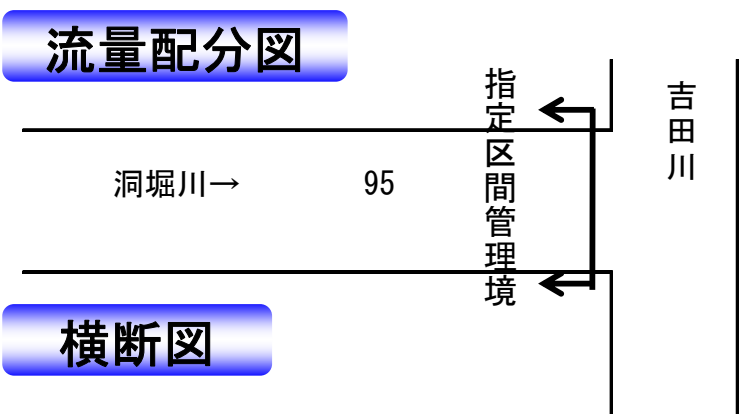 流量配分図
指定区間管理境
吉田川
洞堀川→ 95
横断図